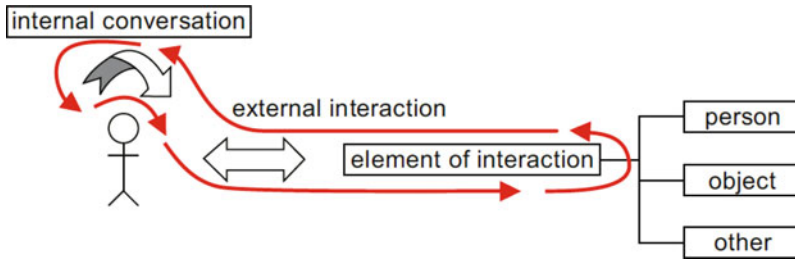 internal conversation
external interaction
element of interaction
person
object
other